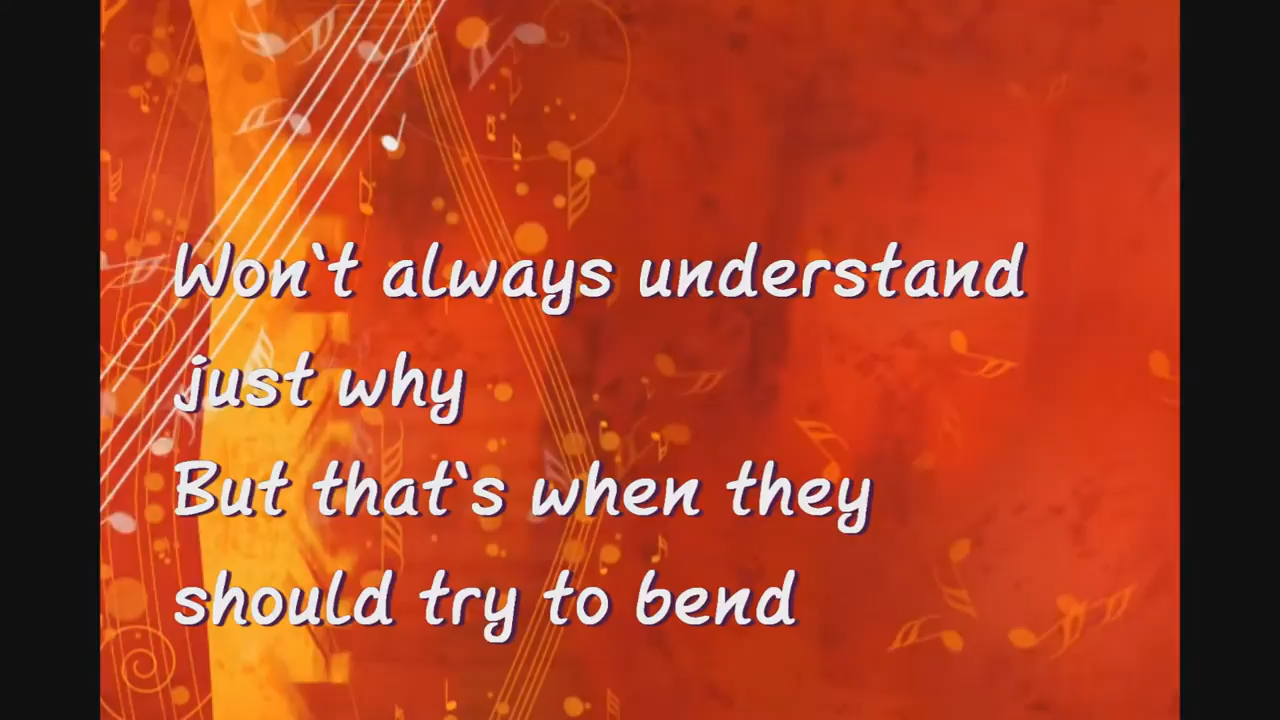 Won`t always understand
just why
But that`s when they
should try to bend